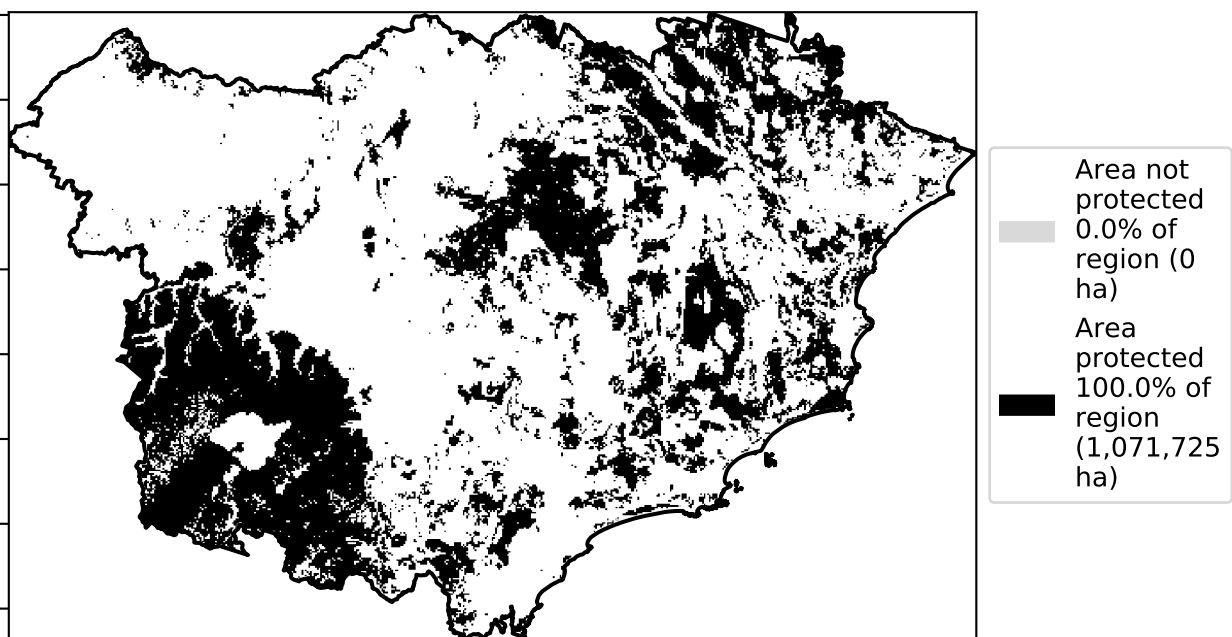 Area not
protected
0.0% of
region (0
ha)
Area
protected
100.0% of
region
(1,071,725
ha)